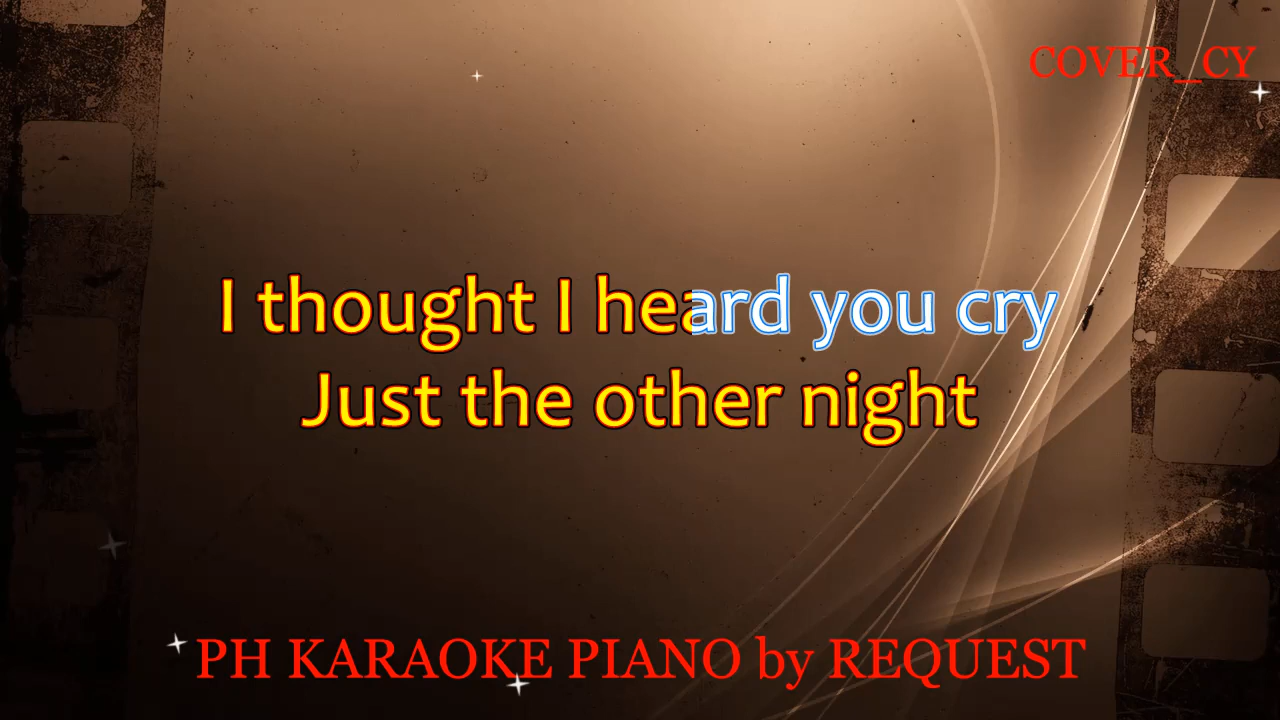 COVER_CY
I thought I heard you cry
Just the other night
PH KARAOKE PIANO by REQUEST